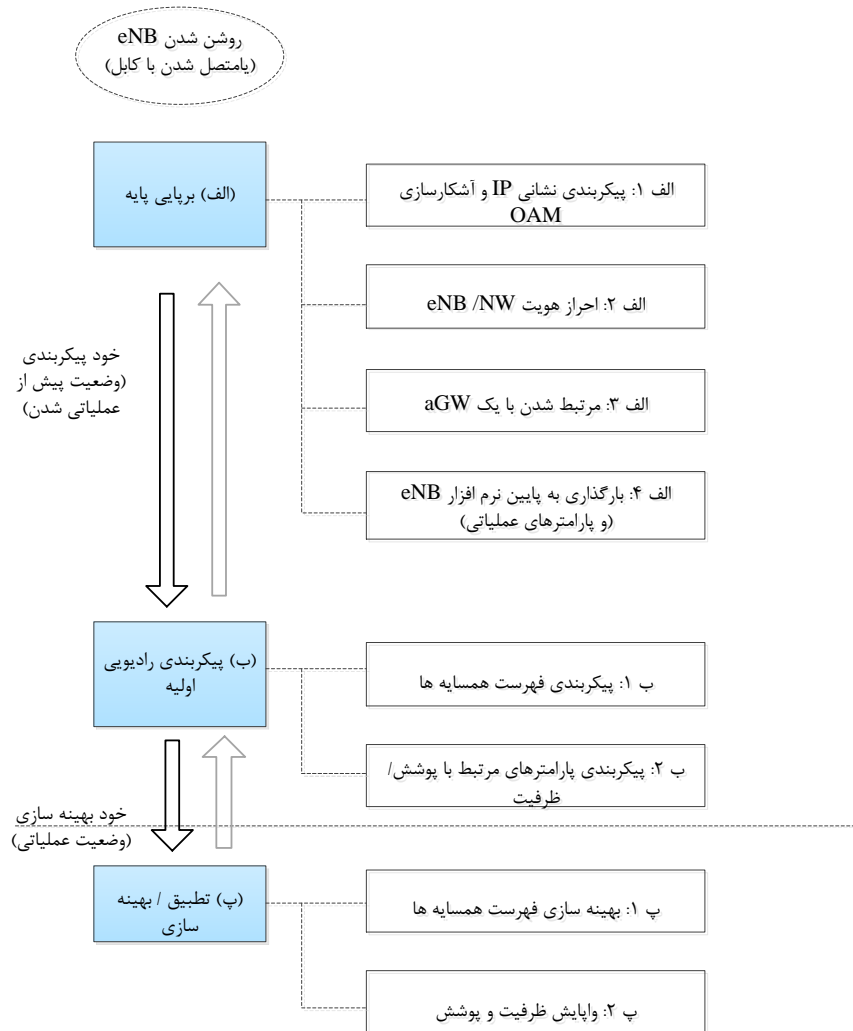 روشن شدن eNB
(یامتصل شدن با کابل)
(الف) برپایی پایه
الف ۱: پیکربندی نشانی IP و آشکارسازی
OAM
الف ۲: احراز هویت eNB /NW
الف ۳: مرتبط شدن با یک aGW
الف ۴: بارگذاری به پایین نرم افزار eNB
(و پارامترهای عملیاتی)
خود پیکربندی
(وضعیت پیش از
عملیاتی شدن)
(ب) پیکربندی رادیویی
اولیه
ب ۱: پیکربندی فهرست همسایه ها
ب ۲: پیکربندی پارامترهای مرتبط با پوشش/
ظرفیت
خود بهینه سازی
(وضعیت عملیاتی)
(پ) تطبیق / بهینه
سازی
پ ۱: بهینه سازی فهرست همسایه ها
پ ۲: واپایش ظرفیت و پوشش